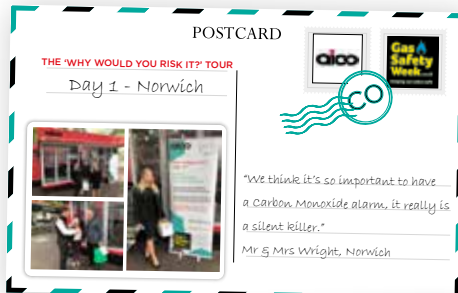 POSTCARD
THE 'WHY WOULD YOU RISK IT?' TOUR
Day 1 - Norwich
aico
Gas
Safety
Week
CO
"We think it's so important to have
a Carbon Monoxide alarm, it really is
a silent killer."
Mr & Mrs Wright, Norwich